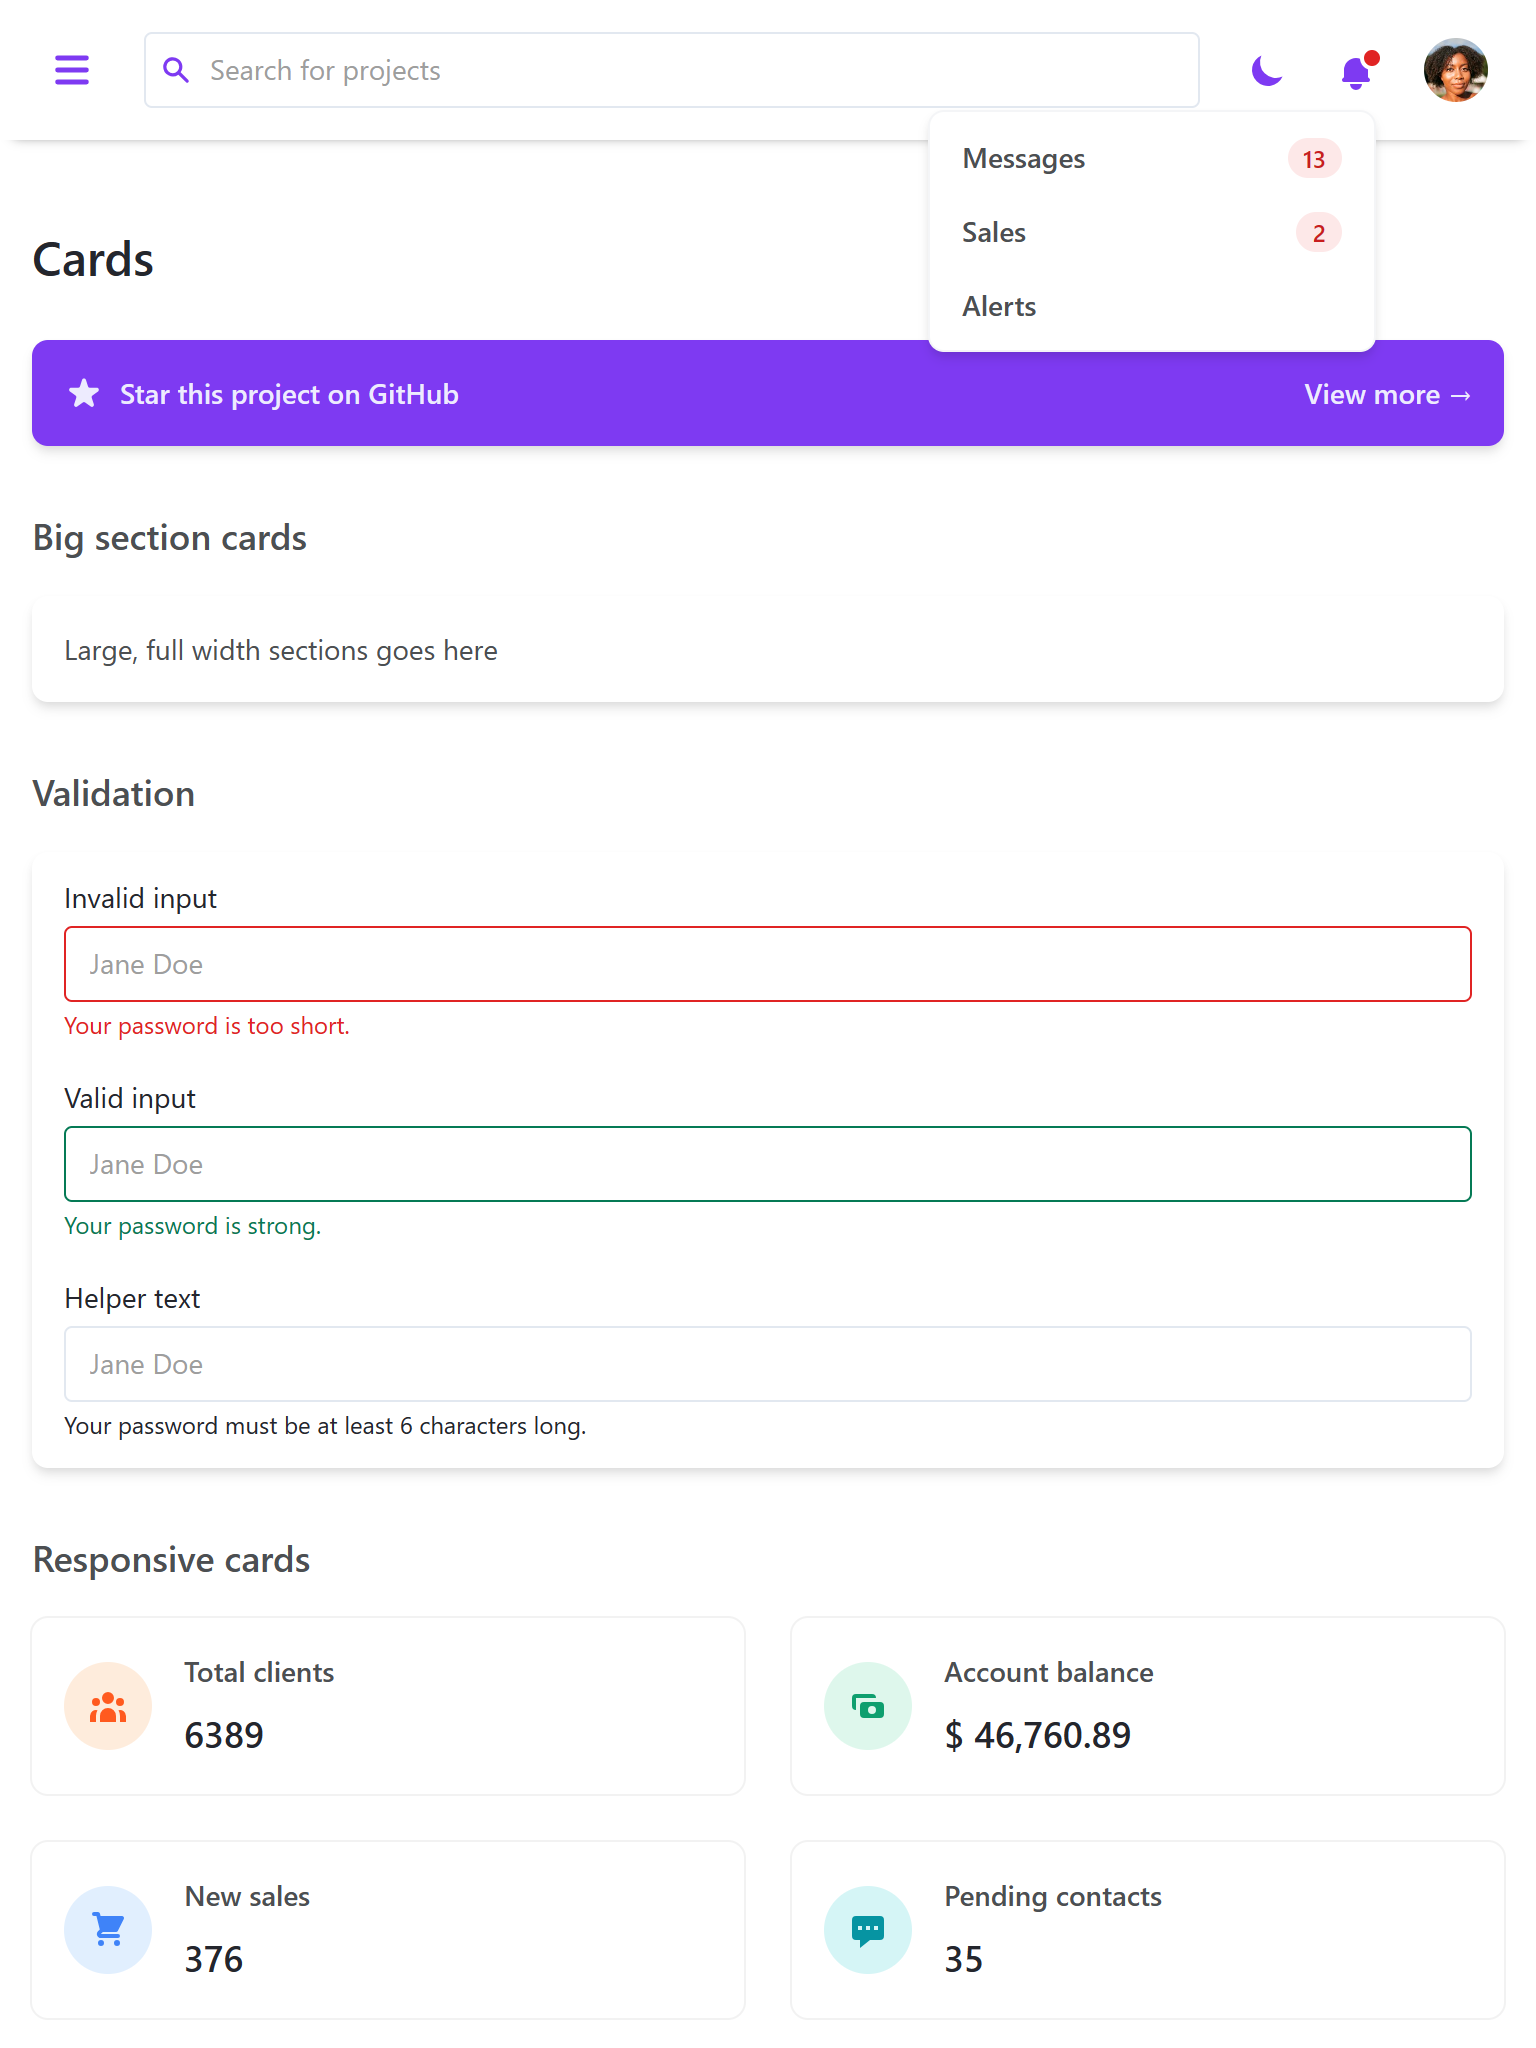 Search for projects
Messages 13
Sales 2
Alerts
Cards
Star this project on GitHub View more →
Big section cards
Large, full width sections goes here
Validation
Invalid input
Jane Doe
Your password is too short.
Valid input
Jane Doe
Your password is strong.
Helper text
Jane Doe
Your password must be at least 6 characters long.
Responsive cards
Total clients
6389
Account balance
$ 46,760.89
New sales
376
Pending contacts
35